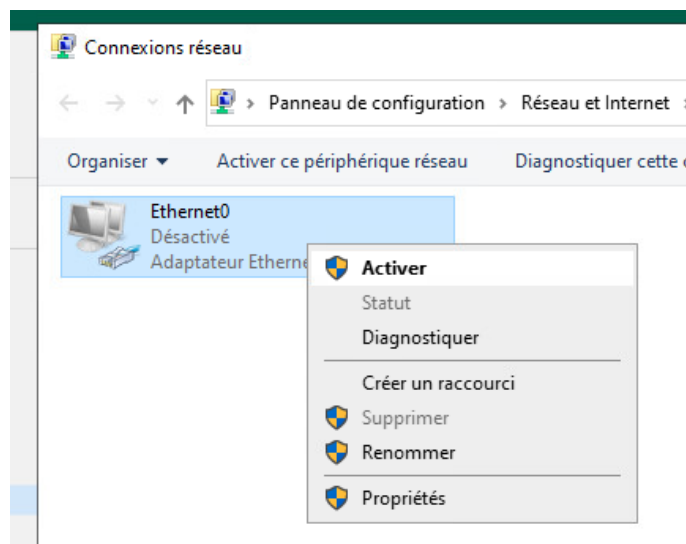 Connexions réseau
Panneau de configuration > Réseau et Internet
Organiser Activer ce périphérique réseau Diagnostiquer cette
Ethernet0
Désactivé
Adaptateur Etherne
Activer
Statut
Diagnostiquer
Créer un raccourci
Supprimer
Renommer
Propriétés